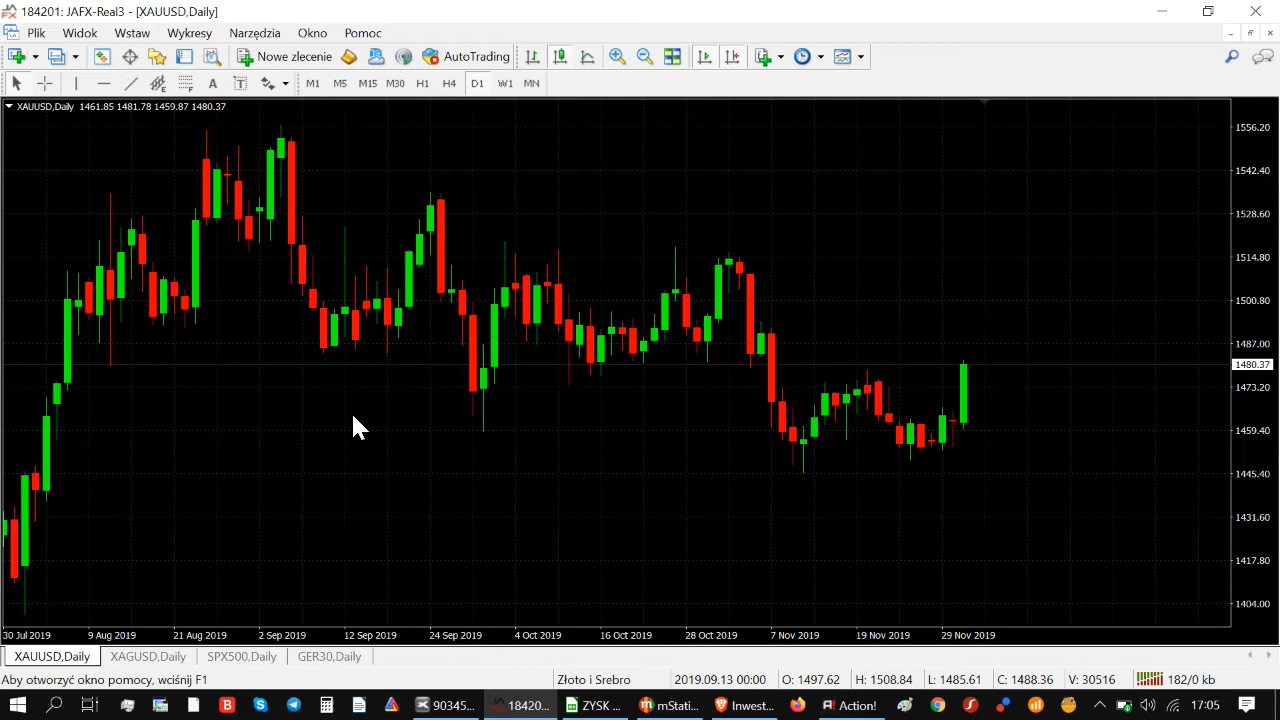 184201: JAFX-Real3 - [XAUUSD,Daily]
Plik Widok Wstaw Wykresy Narzędzia Okno Pomoc
Nowe zlecenie AutoTrading
A T M1 M5 M15 M30 H1 H4 D1 W1 MN
XAUUSD,Daily 1461.85 1481.78 1459.87 1480.37
1556.20
1542.40
1528.60
1514.80
1500.80
1487.00
1480.37
1473.20
1459.40
1445.40
1431.60
1417.80
1404.00
30 Jul 2019 9 Aug 2019 21 Aug 2019 2 Sep 2019 12 Sep 2019 24 Sep 2019 4 Oct 2019 16 Oct 2019 28 Oct 2019 7 Nov 2019 19 Nov 2019 29 Nov 2019
XAUUSD,Daily XAGUSD,Daily SPX500,Daily GER30,Daily
Aby otworzyć okno pomocy, wciśnij F1 Złoto i Srebro 2019.09.13 00:00 O: 1497.62 H: 1508.84 L: 1485.61 C: 1488.36 V: 30516 182/0 kb
90345... 18420... ZYSK ... mStati... Invest... Action! 17:05